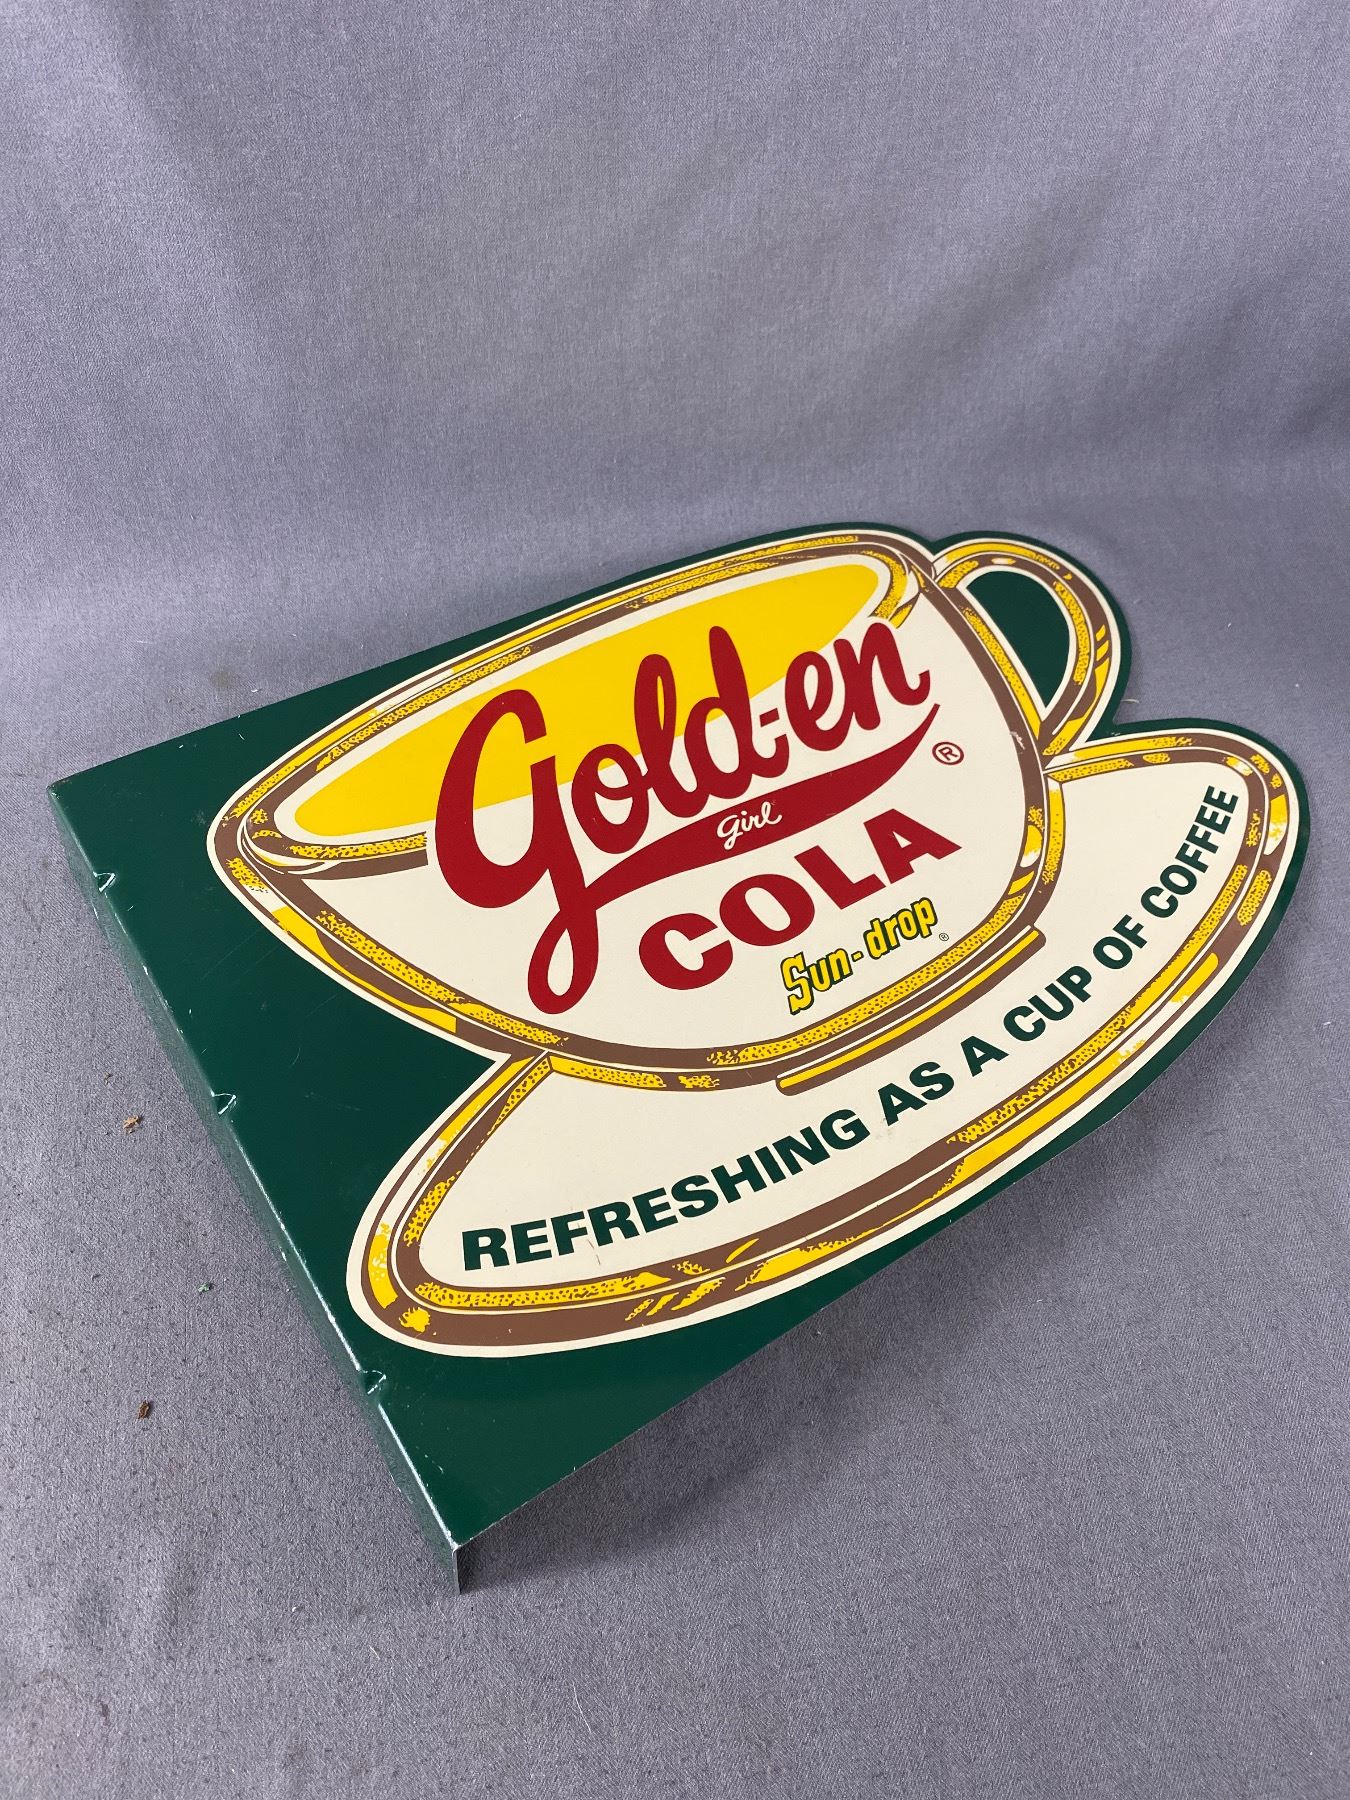 Gold-en ®
girl
COLA
Sun-drop ®
REFRESHING AS A CUP OF COFFEE